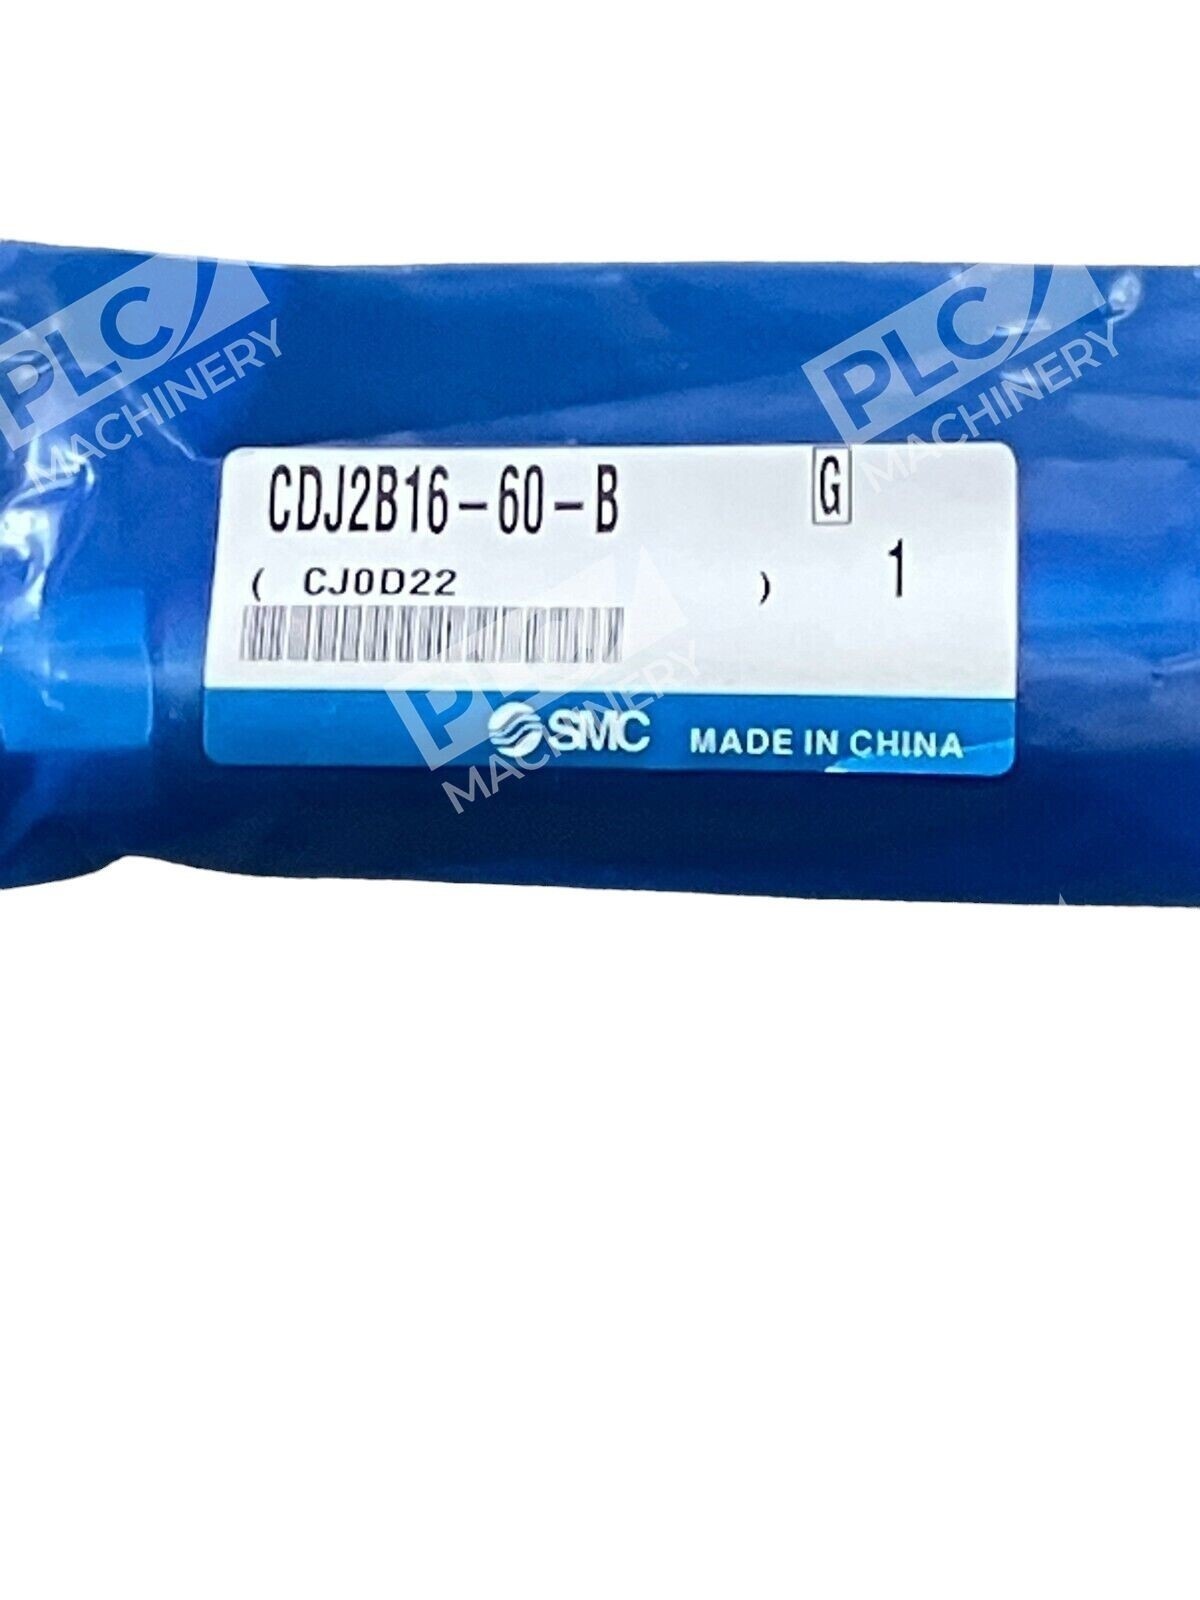 PLC
MACHINERY
PLC
MACHINERY
CDJ2B16-60-B G
( CJ0D22 ) 1
PLC
MACHINERY
SMC MADE IN CHINA